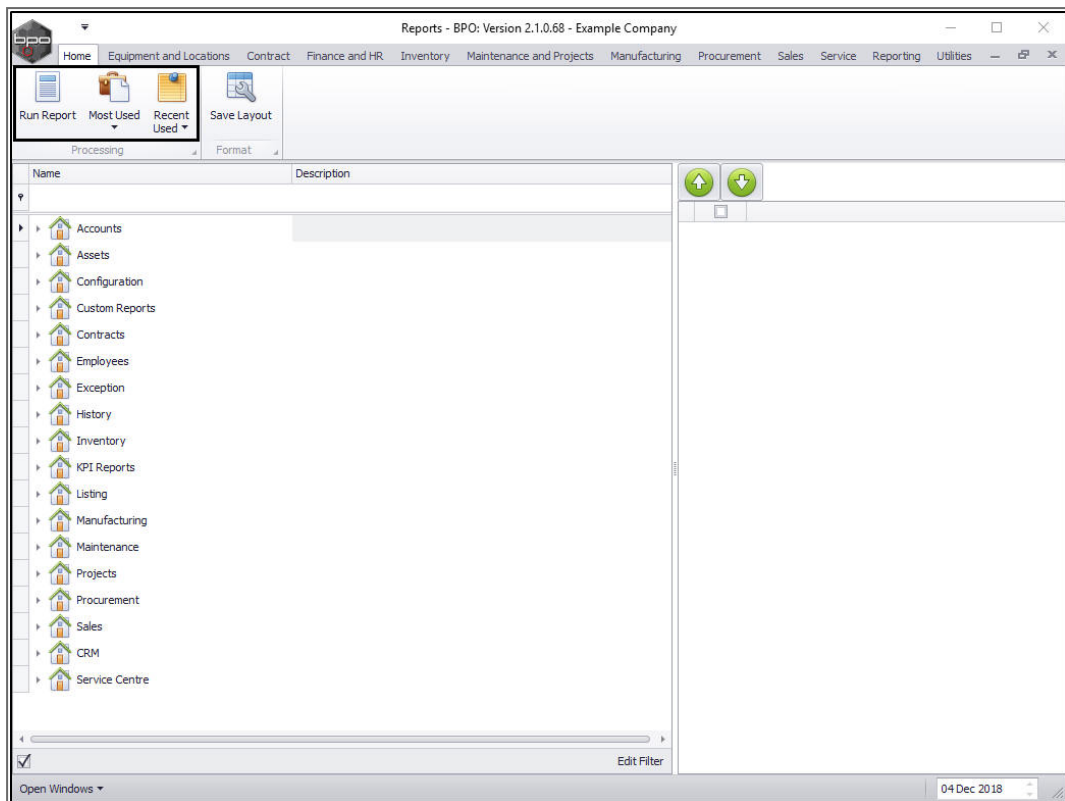 Reports - BPO: Version 2.1.0.68 - Example Company
bpo
Home Equipment and Locations Contract Finance and HR Inventory Maintenance and Projects Manufacturing Procurement Sales Service Reporting Utilities
Run Report Most Used Recent Used Save Layout
Processing Format
Name Description
Accounts
Assets
Configuration
Custom Reports
Contracts
Employees
Exception
History
Inventory
KPI Reports
Listing
Manufacturing
Maintenance
Projects
Procurement
Sales
CRM
Service Centre
Edit Filter
Open Windows 04 Dec 2018